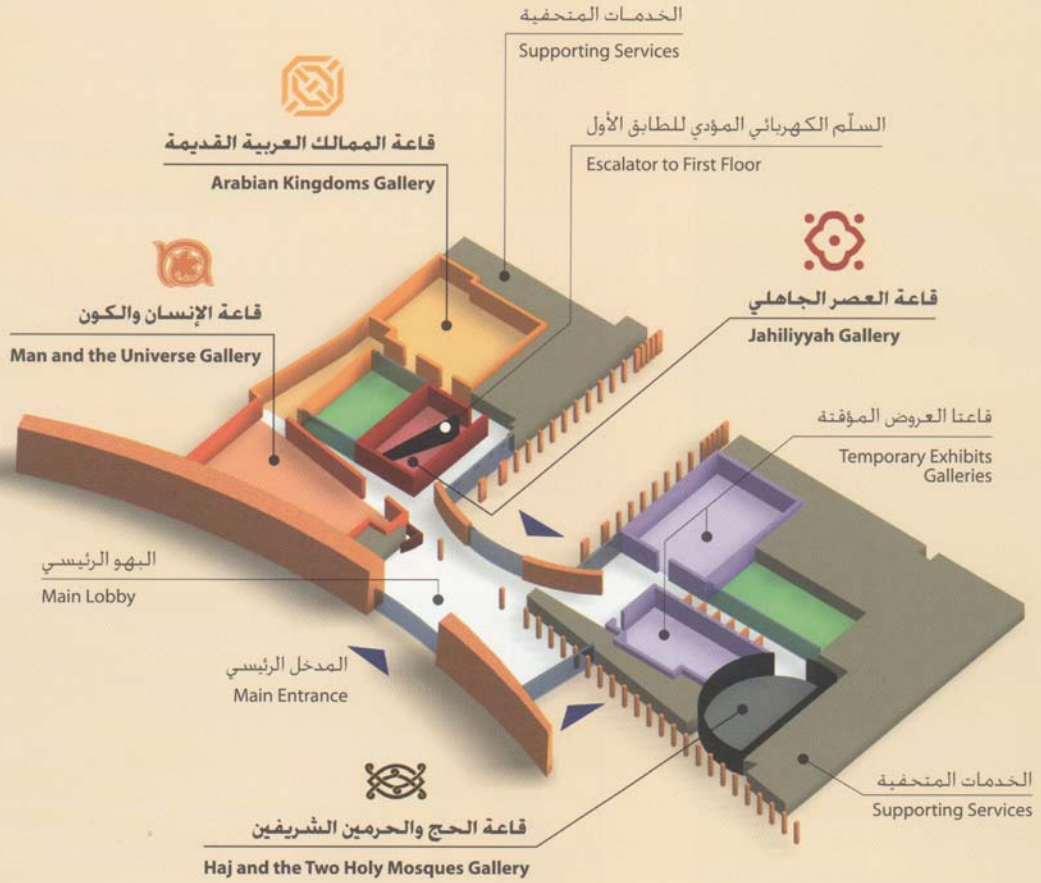 الخدمـات المتحفية
Supporting Services
السلّم الكهربائي المؤدي للطابق الأول
Escalator to First Floor
قاعة الممالك العربية القديمة
Arabian Kingdoms Gallery
قاعة العصر الجاهلي
Jahiliyyah Gallery
قاعة الإنسان والكون
Man and the Universe Gallery
قاعتا العروض المؤقتة
Temporary Exhibits
Galleries
البهو الرئيسي
Main Lobby
المدخل الرئيسي
Main Entrance
الخدمات المتحفية
Supporting Services
قاعة الحج والحرمين الشريفين
Haj and the Two Holy Mosques Gallery